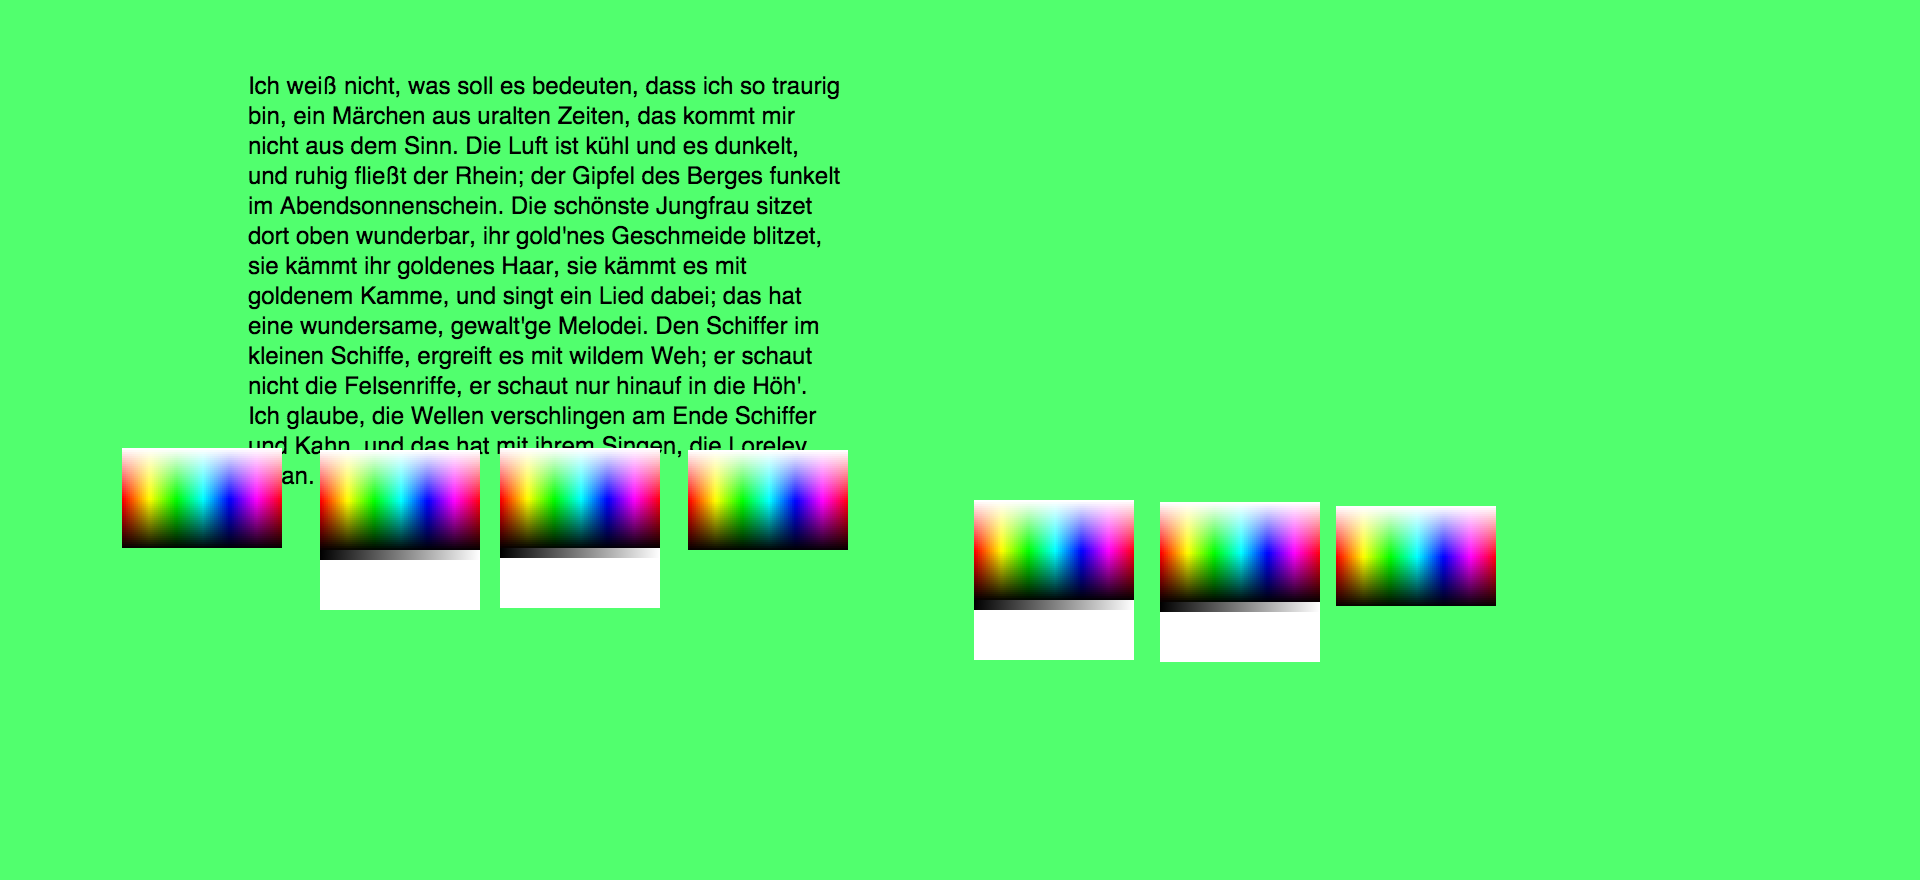 Ich weiß nicht, was soll es bedeuten, dass ich so traurig
bin, ein Märchen aus uralten Zeiten, das kommt mir
nicht aus dem Sinn. Die Luft ist kühl und es dunkelt,
und ruhig fließt der Rhein; der Gipfel des Berges funkelt
im Abendsonnenschein. Die schönste Jungfrau sitzet
dort oben wunderbar, ihr gold'nes Geschmeide blitzet,
sie kämmt ihr goldenes Haar, sie kämmt es mit
goldenem Kamme, und singt ein Lied dabei; das hat
eine wundersame, gewalt'ge Melodei. Den Schiffer im
kleinen Schiffe, ergreift es mit wildem Weh; er schaut
nicht die Felsenriffe, er schaut nur hinauf in die Höh'.
Ich glaube, die Wellen verschlingen am Ende Schiffer
und Kahn, und das hat mit ihrem Singen, die Loreley
an.